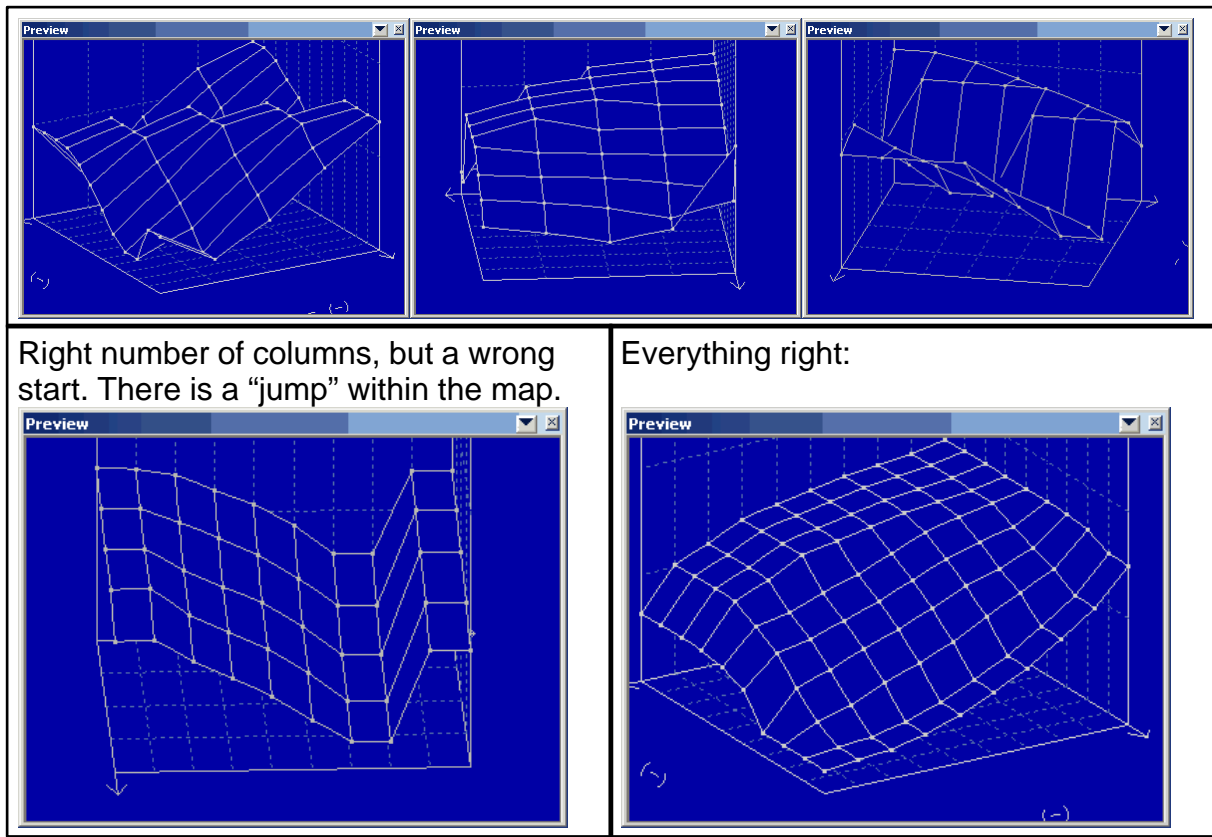 Preview
Preview
Preview
Right number of columns, but a wrong
start. There is a “jump” within the map.
Everything right:
Preview
Preview
(-)
(-)
(-)
(-)